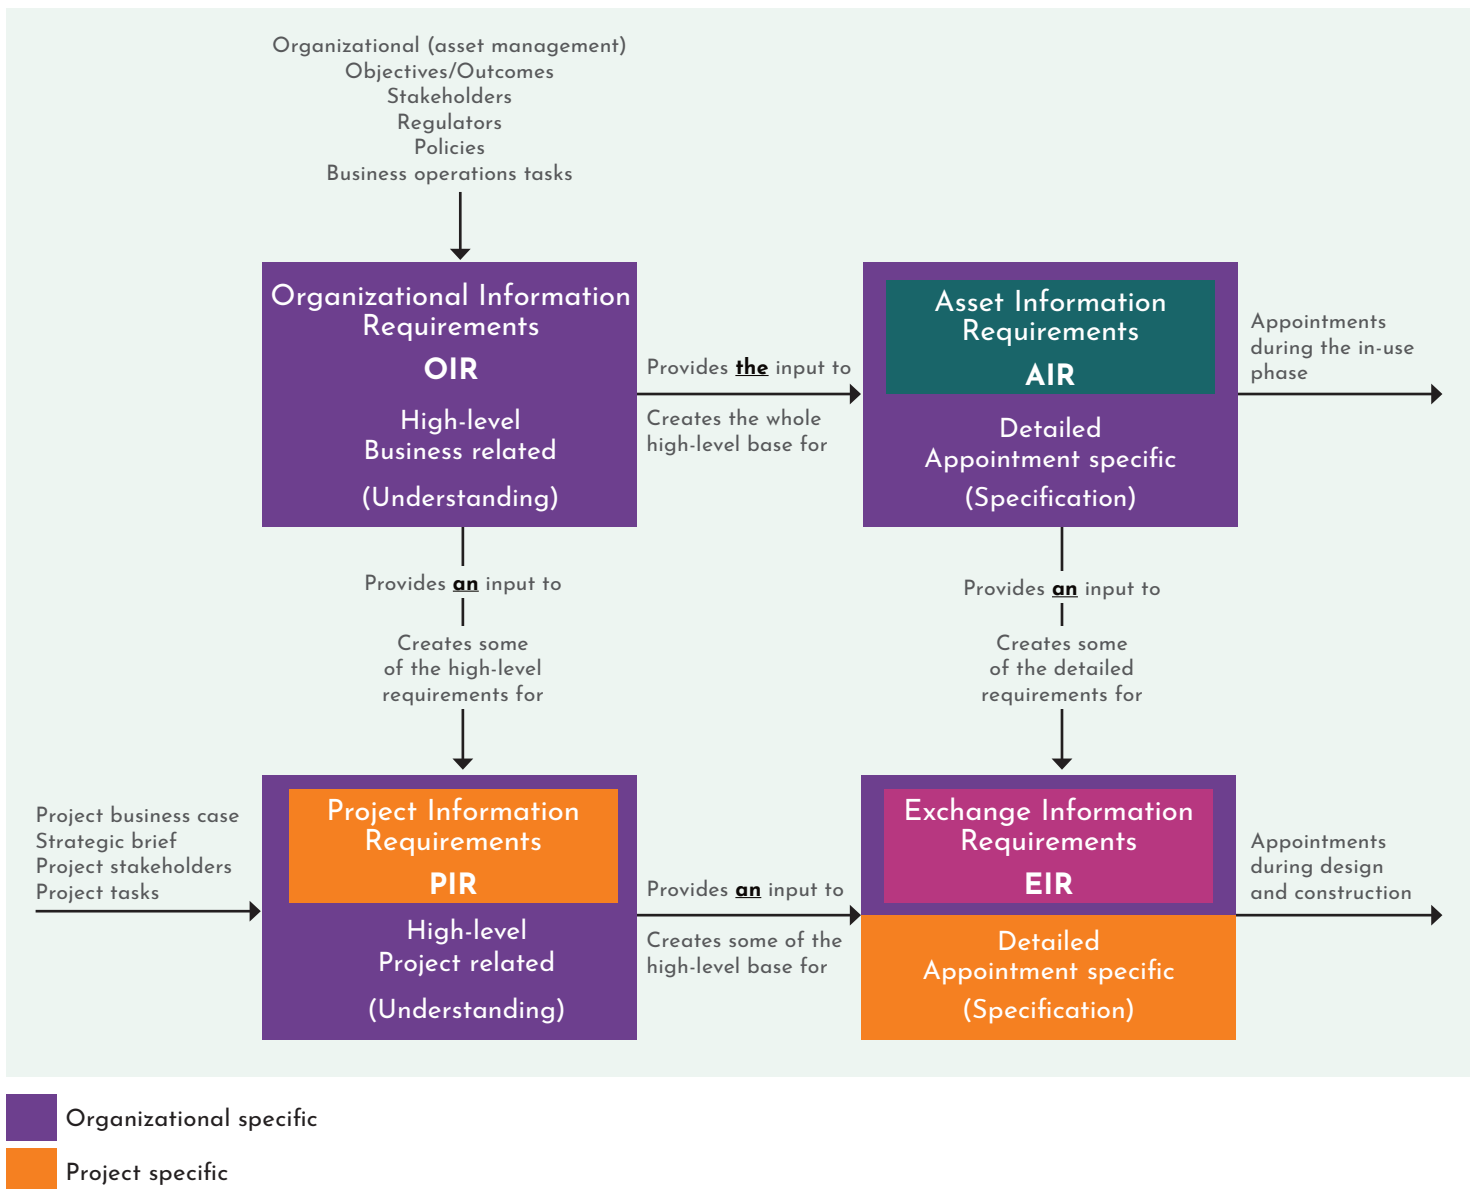 Organizational (asset management)
Objectives/Outcomes
Stakeholders
Regulators
Policies
Business operations tasks
Organizational Information
Requirements
OIR
High-level
Business related
(Understanding)
Provides the input to
Creates the whole
high-level base for
Asset Information
Requirements
AIR
Detailed
Appointment specific
(Specification)
Appointments
during the in-use
phase
Provides an input to
Creates some
of the high-level
requirements for
Provides an input to
Creates some
of the detailed
requirements for
Project business case
Strategic brief
Project stakeholders
Project tasks
Project Information
Requirements
PIR
High-level
Project related
(Understanding)
Provides an input to
Creates some of the
high-level base for
Exchange Information
Requirements
EIR
Detailed
Appointment specific
(Specification)
Appointments
during design
and construction
Organizational specific
Project specific